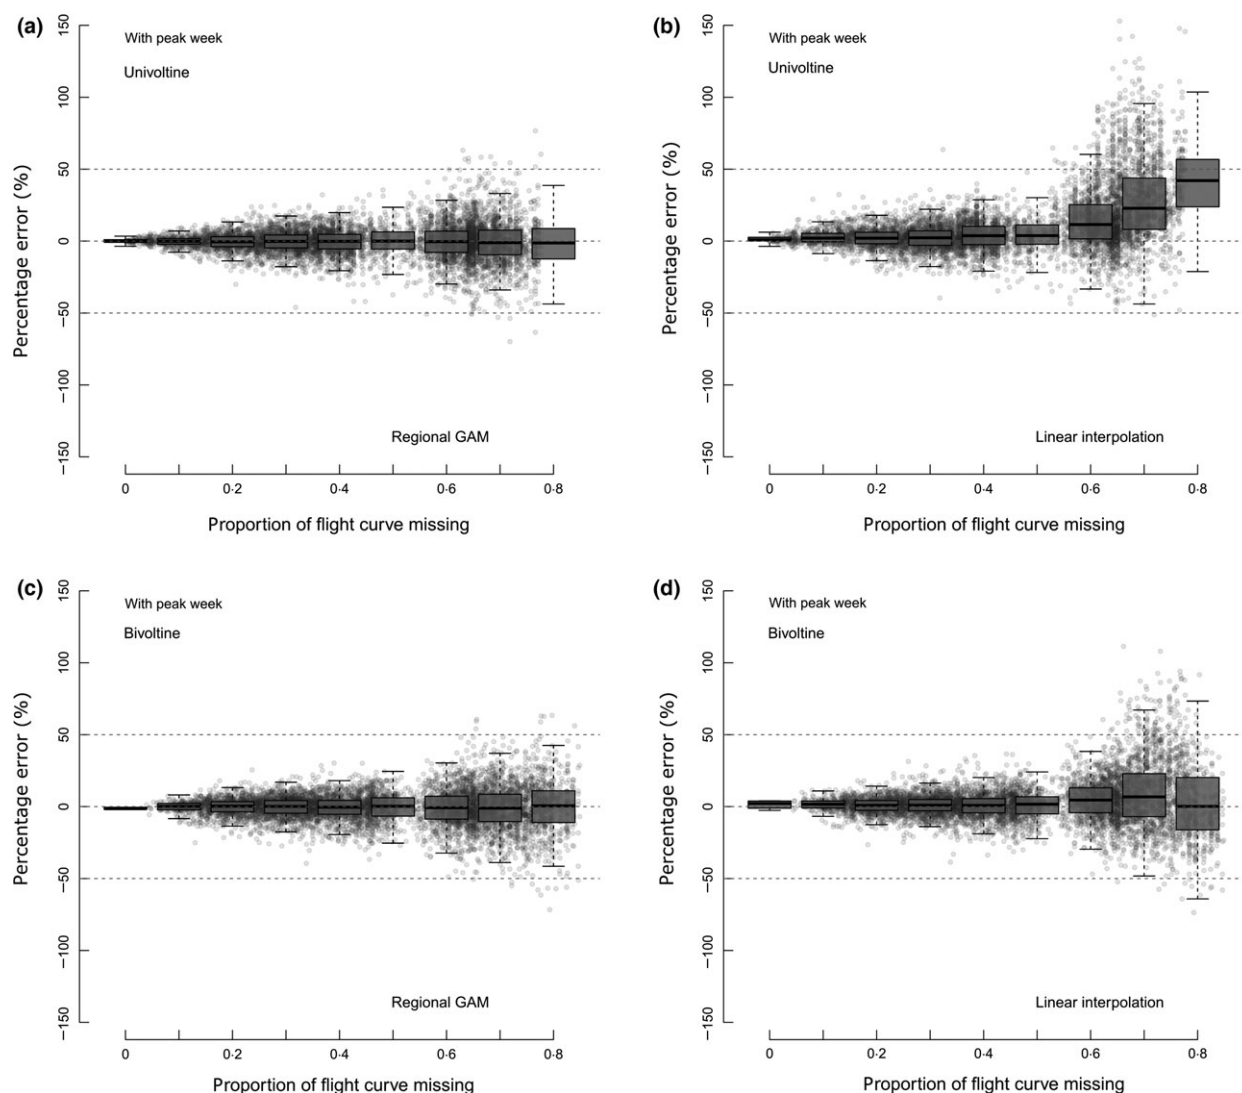 (a)
With peak week
Univoltine
Percentage error (%)
150
100
50
0
−50
−100
−150
Regional GAM
0 0·2 0·4 0·6 0·8
Proportion of flight curve missing
(b)
With peak week
Univoltine
Percentage error (%)
150
100
50
0
−50
−100
−150
Linear interpolation
0 0·2 0·4 0·6 0·8
Proportion of flight curve missing
(c)
With peak week
Bivoltine
Percentage error (%)
150
100
50
0
−50
−100
−150
Regional GAM
0 0·2 0·4 0·6 0·8
Proportion of flight curve missing
(d)
With peak week
Bivoltine
Percentage error (%)
150
100
50
0
−50
−100
−150
Linear interpolation
0 0·2 0·4 0·6 0·8
Proportion of flight curve missing